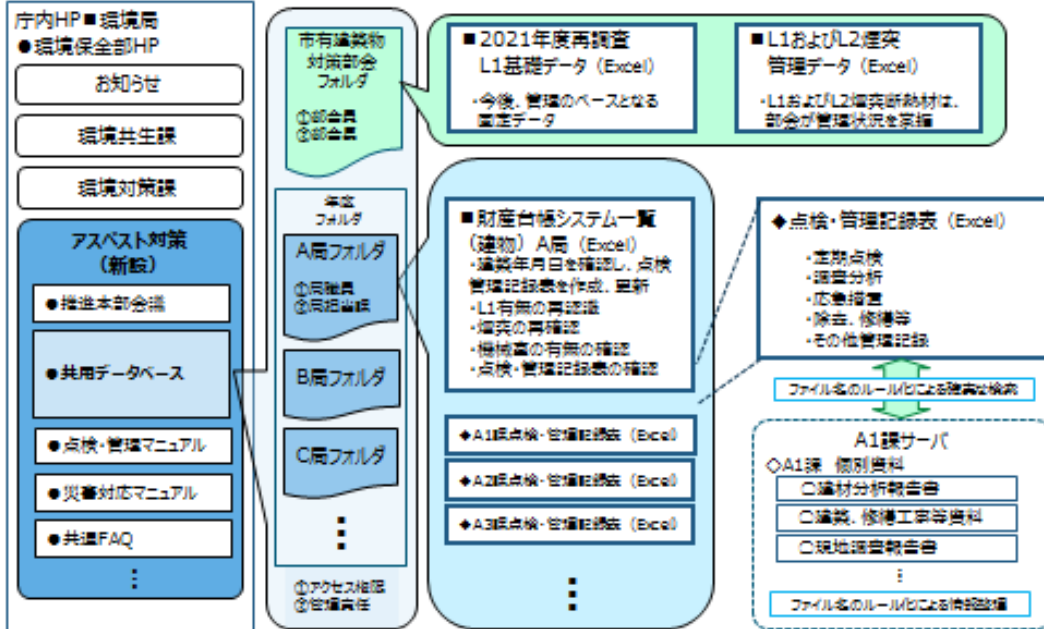 庁内HP■環境局
●環境保全部HP
お知らせ
環境共生課
環境対策課
アスベスト対策
（新設）
●推進本部会議
●共用データベース
●点検・管理マニュアル
●災害対応マニュアル
●共通FAQ
⋮
市有建築物
対策部会
フォルダ
①部会員
②部会長
年度
フォルダ
A局フォルダ
①局職員
②局担当課
B局フォルダ
C局フォルダ
⋮
①アクセス権限
②管理責任
■2021年度再調査
L1基礎データ（Excel）
・今後、管理のベースとなる
固定データ
■L1およびL2煙突
管理データ（Excel）
・L1およびL2煙突断熱材は、
部会が管理状況を掌握
■財産台帳システム一覧
（建物）A局（Excel）
・建築年月日を確認し、点検
管理記録表を作成、更新
・L1有無の再認識
・煙突の再確認
・機械室の有無の確認
・点検・管理記録表の確認
◆A1課点検・管理記録表（Excel）
◆A2課点検・管理記録表（Excel）
◆A3課点検・管理記録表（Excel）
⋮
◆点検・管理記録表（Excel）
・定期点検
・調査分析
・応急措置
・除去、修繕等
・その他管理記録
ファイル名のルール化による確実な検索
A1課サーバ
◇A1課　個別資料
○建材分析報告書
○建築、修繕工事等資料
○現地調査報告書
⋮
ファイル名のルール化による情報整理